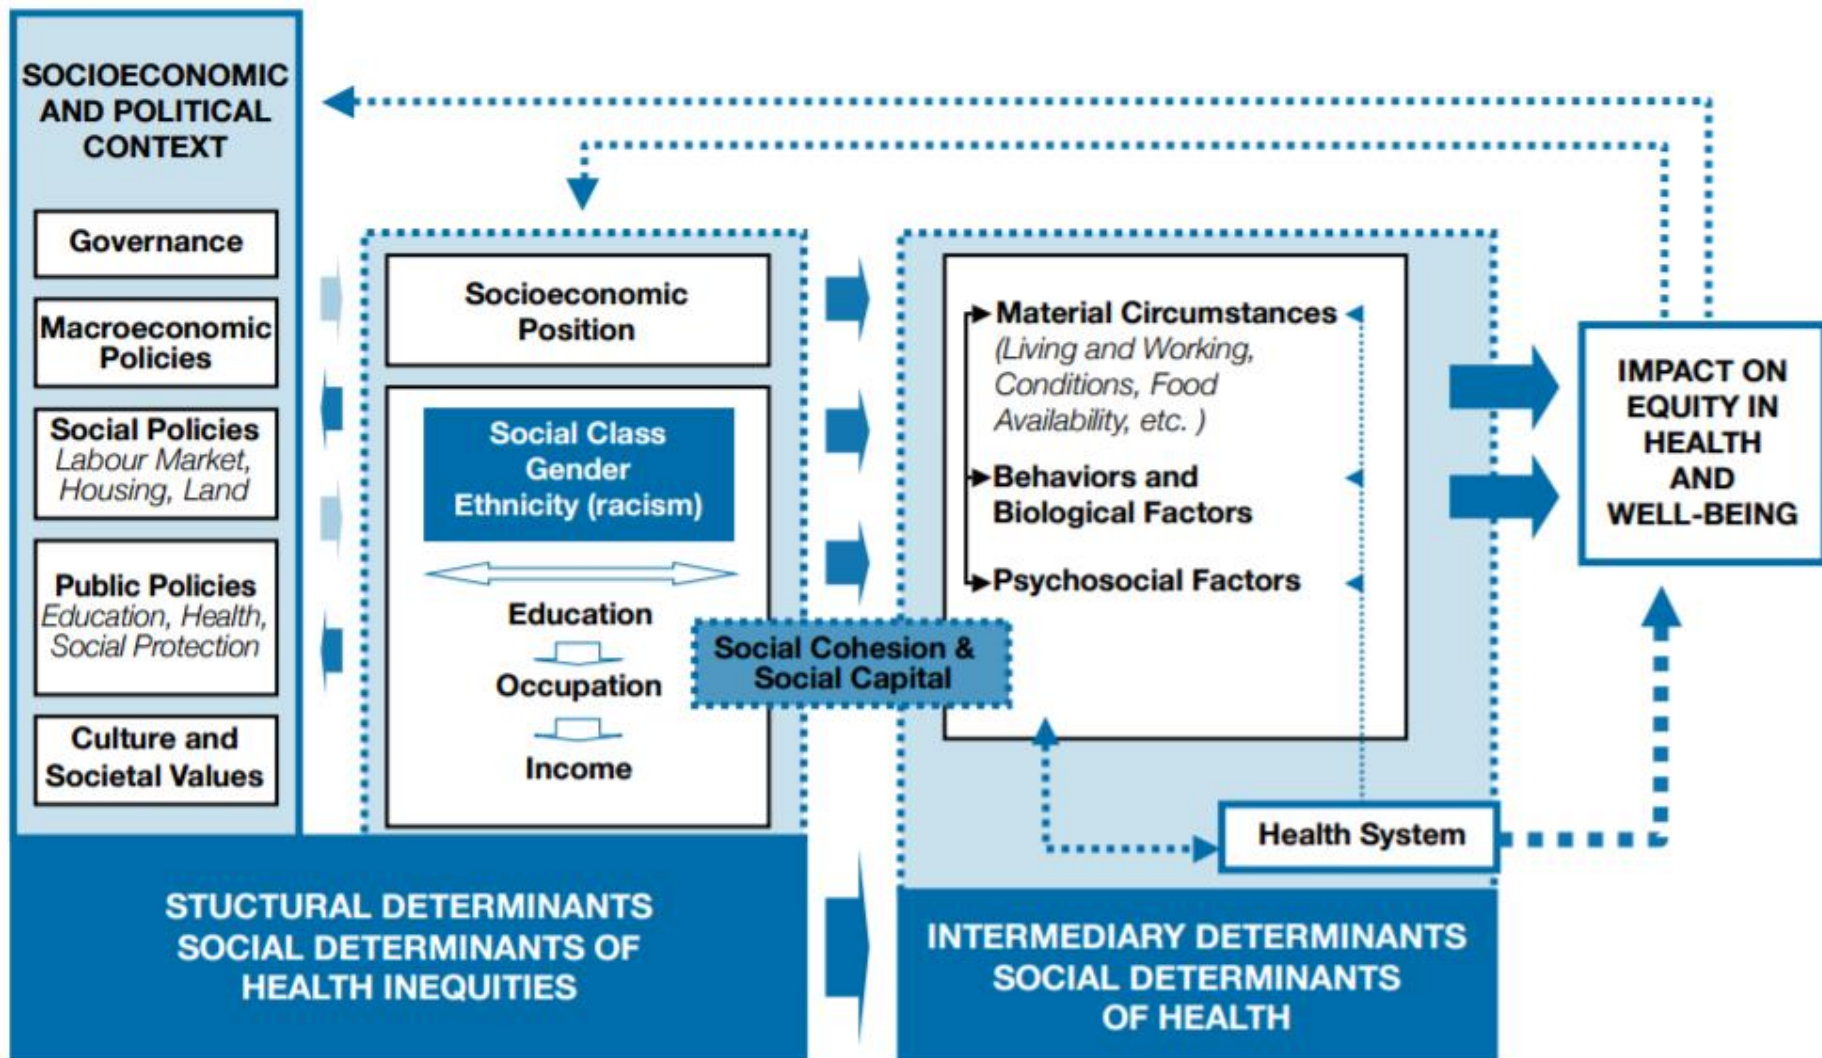 SOCIOECONOMIC
AND POLITICAL
CONTEXT
Governance
Macroeconomic
Policies
Social Policies
Labour Market,
Housing, Land
Public Policies
Education, Health,
Social Protection
Culture and
Societal Values
Socioeconomic
Position
Social Class
Gender
Ethnicity (racism)
Education
Occupation
Income
Social Cohesion &
Social Capital
Material Circumstances
(Living and Working,
Conditions, Food
Availability, etc. )
Behaviors and
Biological Factors
Psychosocial Factors
Health System
IMPACT ON
EQUITY IN
HEALTH
AND
WELL-BEING
STUCTURAL DETERMINANTS
SOCIAL DETERMINANTS OF
HEALTH INEQUITIES
INTERMEDIARY DETERMINANTS
SOCIAL DETERMINANTS
OF HEALTH